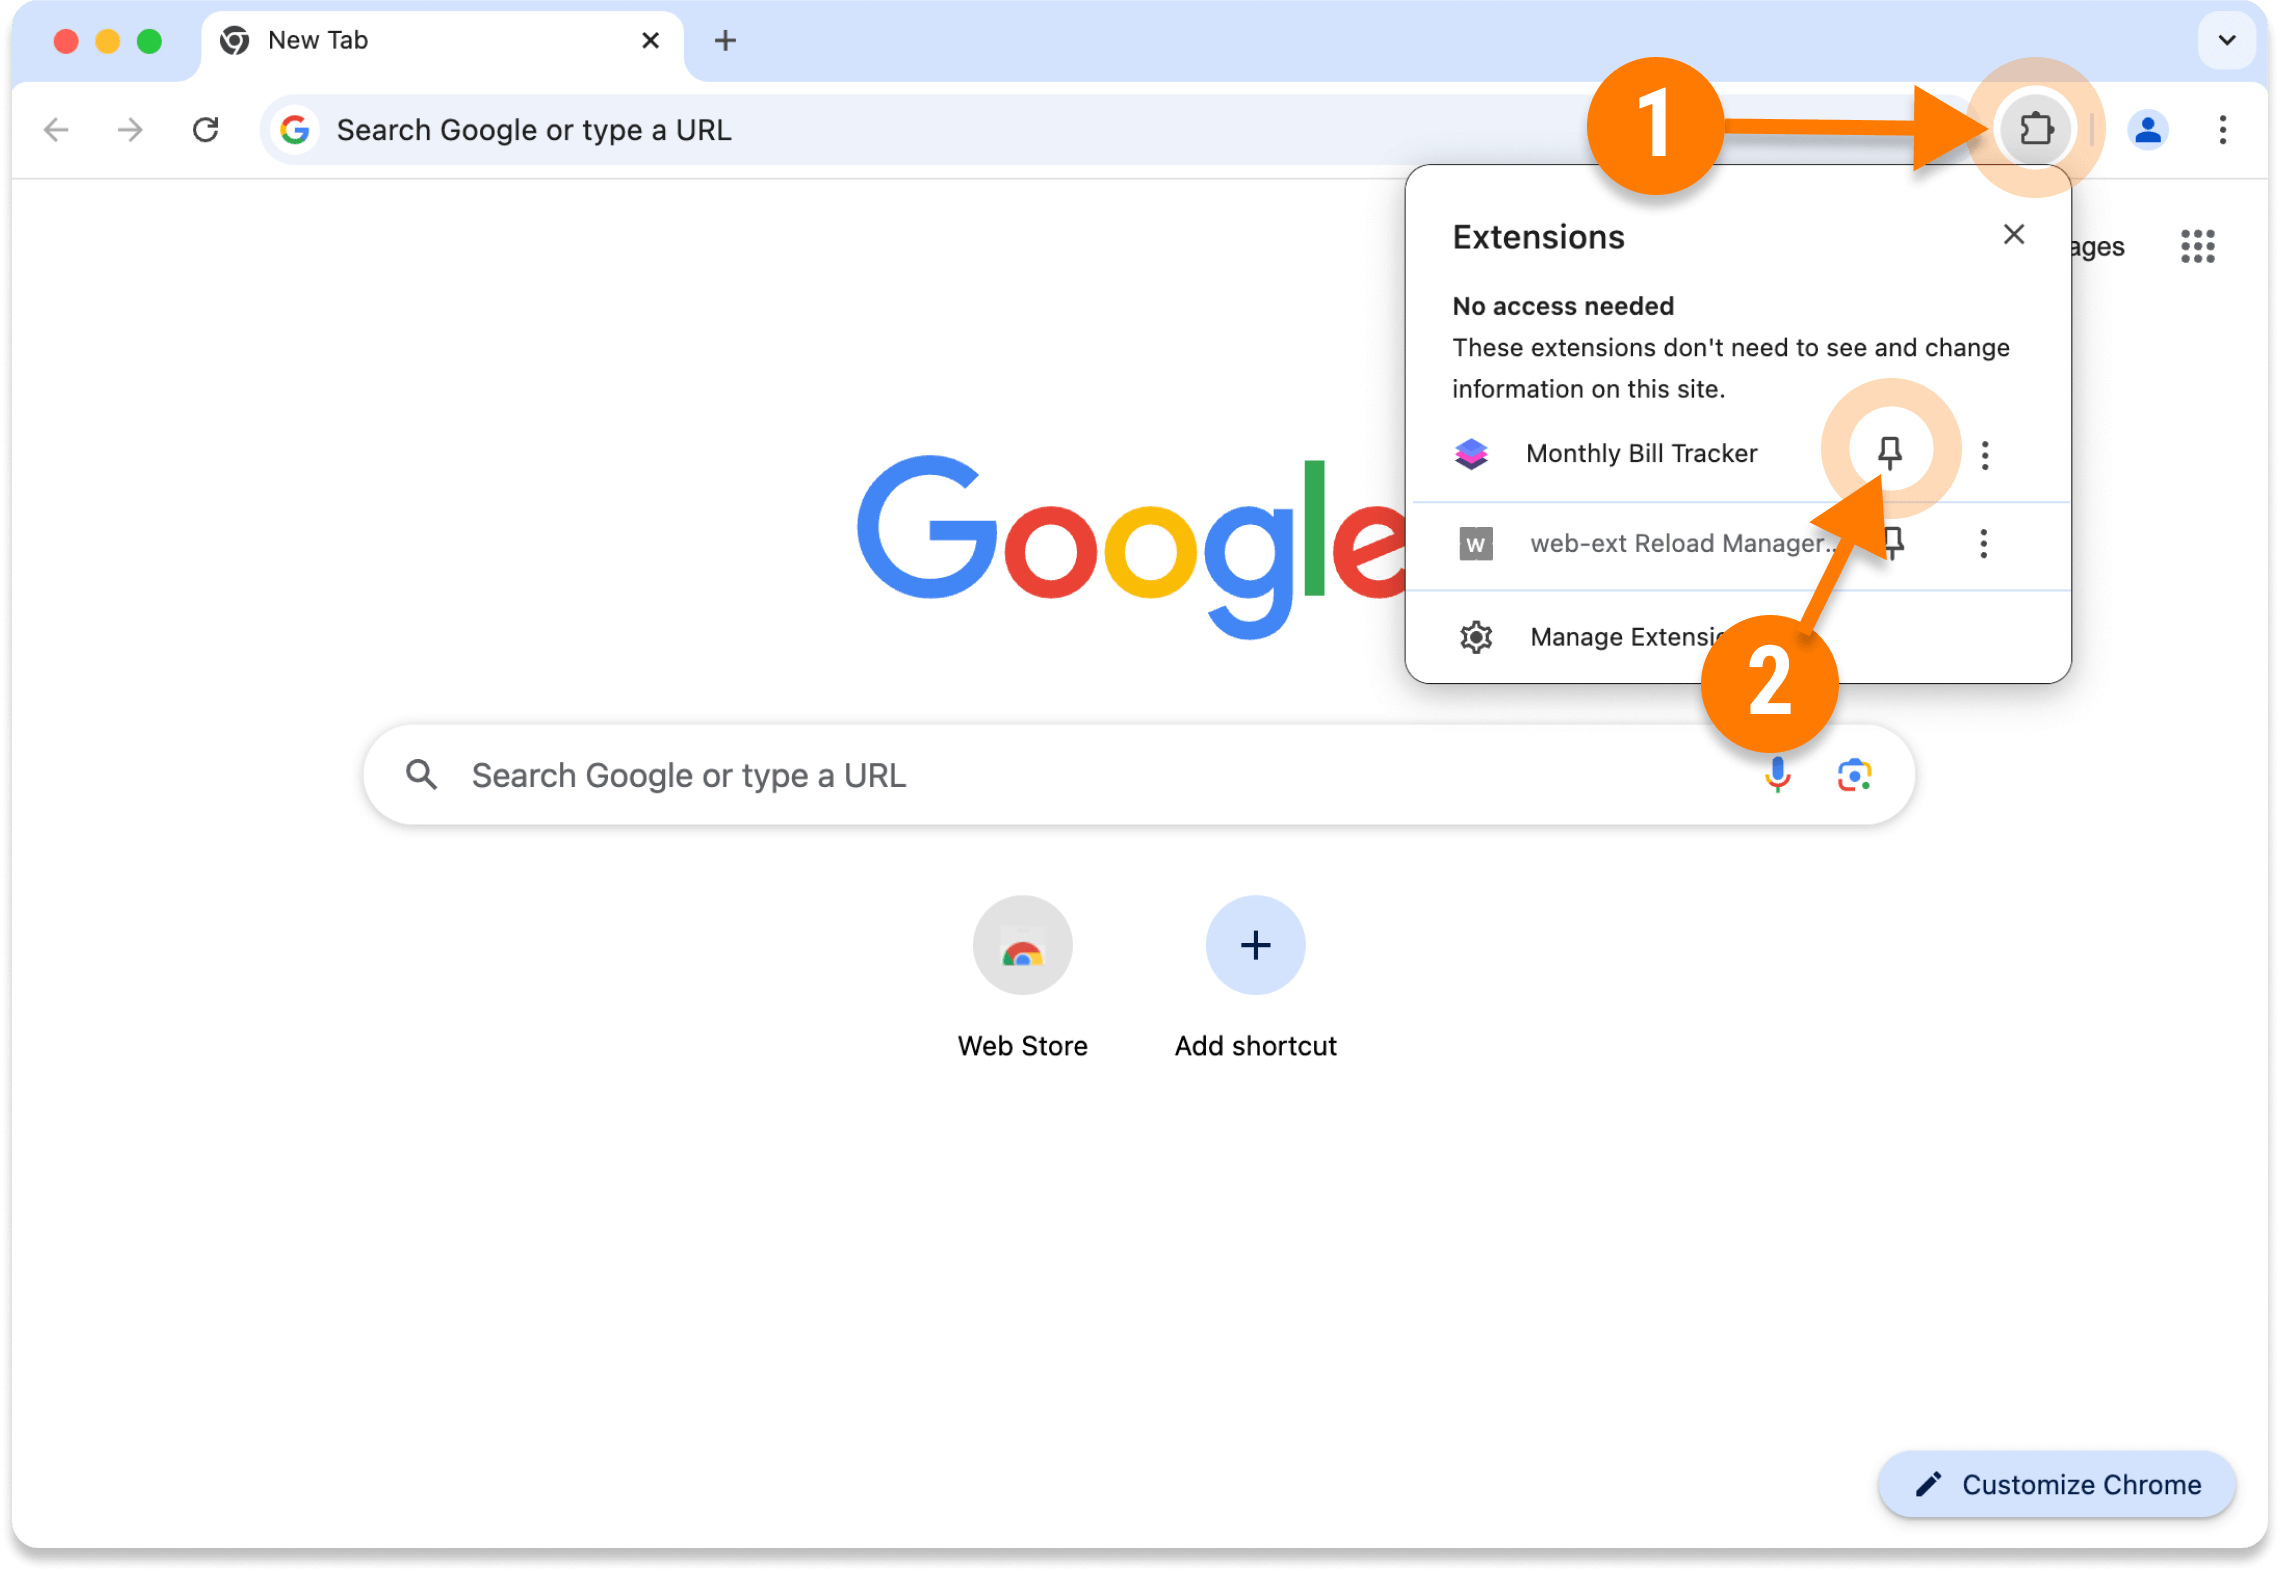 New Tab
Search Google or type a URL
1
Extensions
ages
No access needed
These extensions don't need to see and change
information on this site.
Monthly Bill Tracker
W web-ext Reload Manager...
Manage Extensi
2
Google
Search Google or type a URL
Web Store
Add shortcut
Customize Chrome